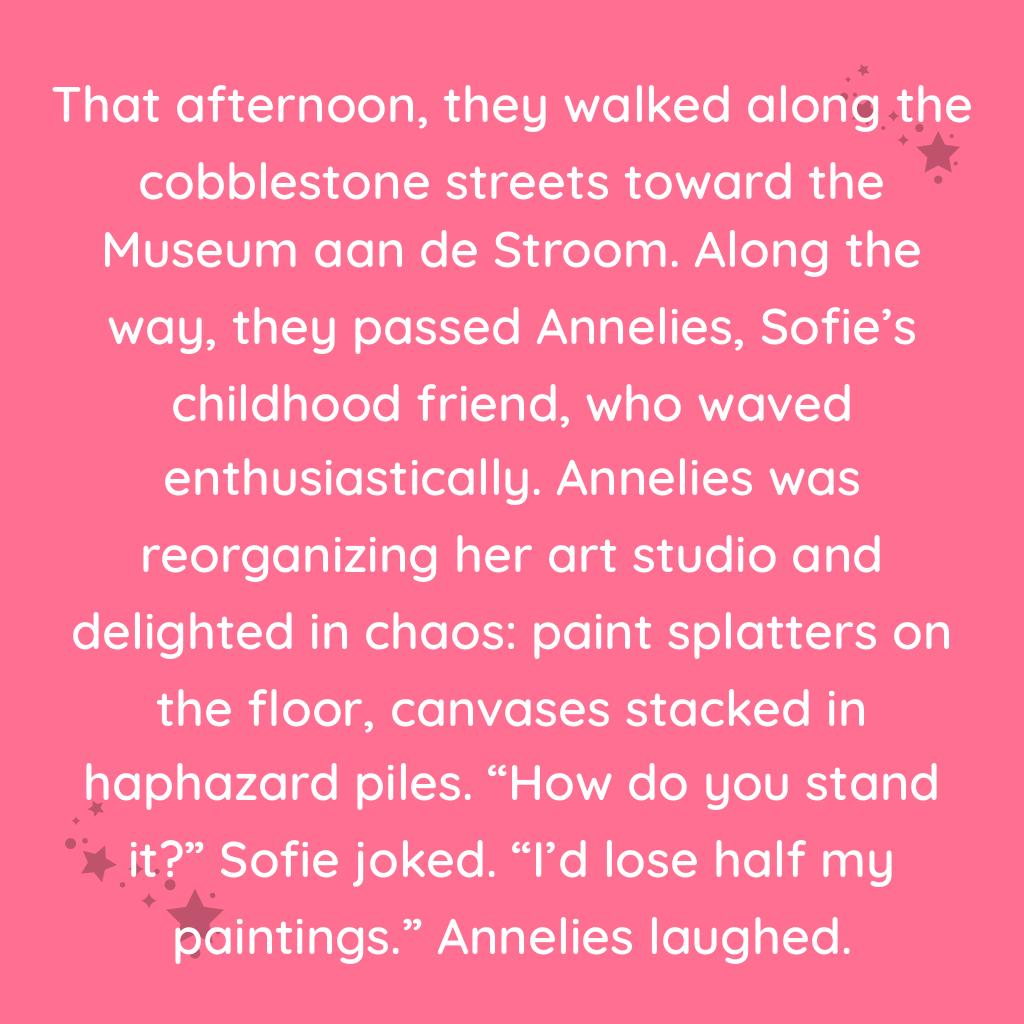 That afternoon, they walked along the
cobblestone streets toward the
Museum aan de Stroom. Along the
way, they passed Annelies, Sofie’s
childhood friend, who waved
enthusiastically. Annelies was
reorganizing her art studio and
delighted in chaos: paint splatters on
the floor, canvases stacked in
haphazard piles. “How do you stand
it?” Sofie joked. “I’d lose half my
paintings.” Annelies laughed.